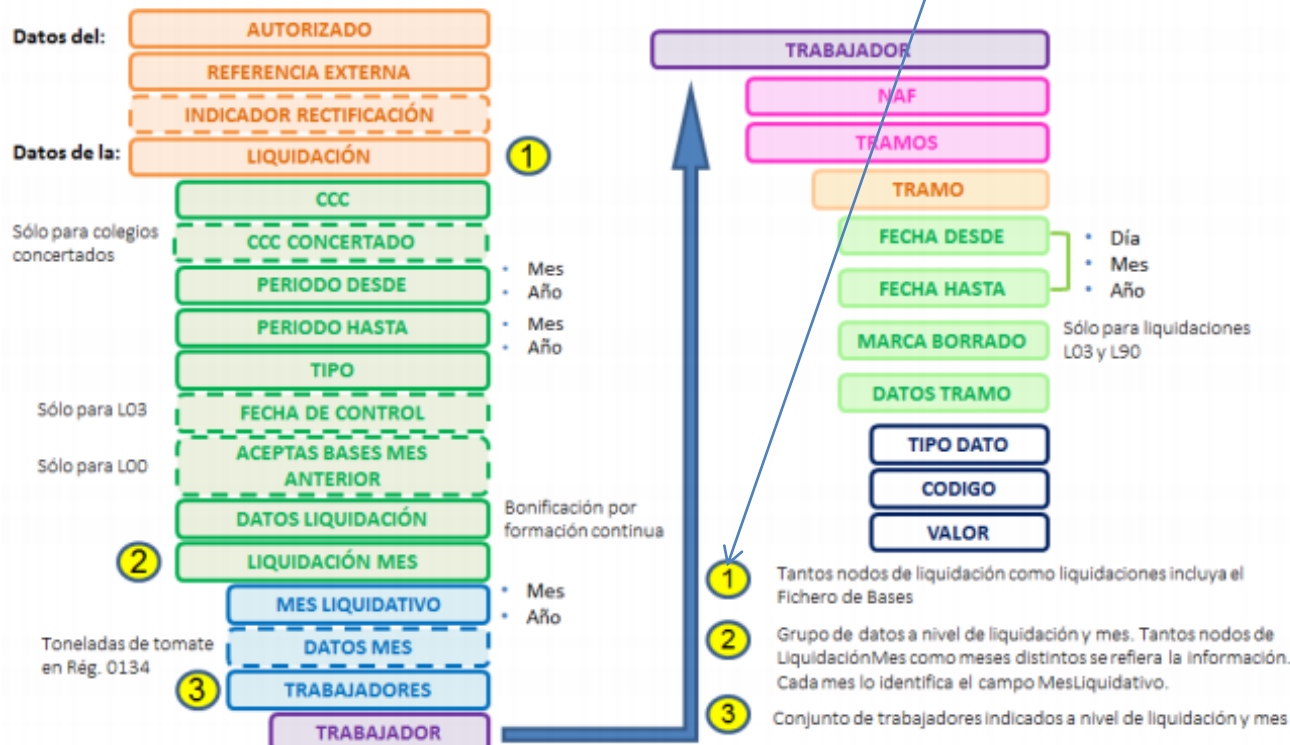 Datos del:
AUTORIZADO
REFERENCIA EXTERNA
INDICADOR RECTIFICACIÓN
Datos de la:
LIQUIDACIÓN
1
CCC
Sólo para colegios
concertados
CCC CONCERTADO
PERIODO DESDE
• Mes
• Año
PERIODO HASTA
• Mes
• Año
TIPO
Sólo para L03
FECHA DE CONTROL
Sólo para L00
ACEPTAS BASES MES
ANTERIOR
DATOS LIQUIDACIÓN
Bonificación por
formación continua
2
LIQUIDACIÓN MES
MES LIQUIDATIVO
• Mes
• Año
Toneladas de tomate
en Rég. 0134
DATOS MES
3
TRABAJADORES
TRABAJADOR
TRABAJADOR
NAF
TRAMOS
TRAMO
FECHA DESDE
FECHA HASTA
• Día
• Mes
• Año
MARCA BORRADO
Sólo para liquidaciones
L03 y L90
DATOS TRAMO
TIPO DATO
CODIGO
VALOR
1
Tantos nodos de liquidación como liquidaciones incluya el
Fichero de Bases
2
Grupo de datos a nivel de liquidación y mes. Tantos nodos de
LiquidaciónMes como meses distintos se refiera la información.
Cada mes lo identifica el campo MesLiquidativo.
3
Conjunto de trabajadores indicados a nivel de liquidación y mes